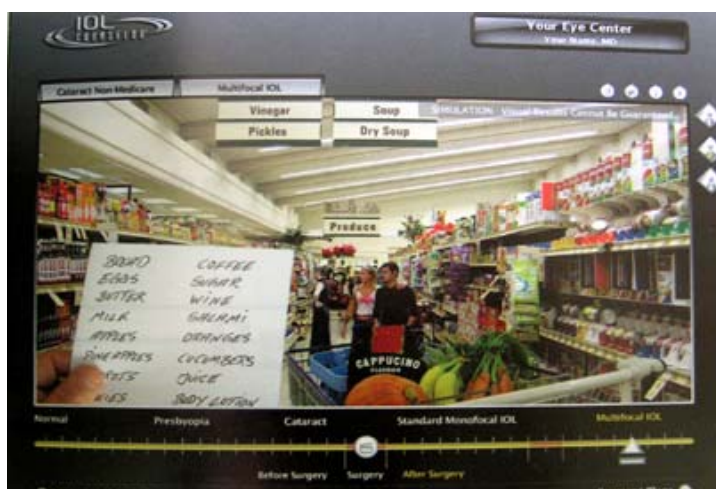 IOL
COUNSELOR
Your Eye Center
Your Name, MD
Cataract Non-Medicare Multifocal IOL
Vinegar Soup SIMULATION: Visual Results Cannot Be Guaranteed
Pickles Dry Soup
Produce
BREAD COFFEE
EGGS SUGAR
BUTTER WINE
MILK SALAMI
APPLES ORANGES
PINEAPPLES CUCUMBERS
JUICE
BODY LOTION
CAPPUCINO
Normal Presbyopia Cataract Standard Monofocal IOL Multifocal IOL
Before Surgery Surgery After Surgery